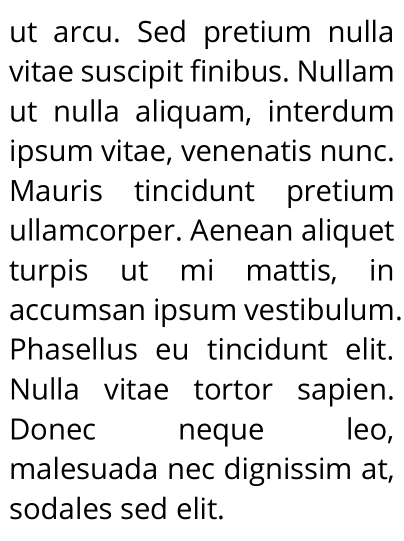 ut arcu. Sed pretium nulla
vitae suscipit finibus. Nullam
ut nulla aliquam, interdum
ipsum vitae, venenatis nunc.
Mauris tincidunt pretium
ullamcorper. Aenean aliquet
turpis ut mi mattis, in
accumsan ipsum vestibulum.
Phasellus eu tincidunt elit.
Nulla vitae tortor sapien.
Donec neque leo,
malesuada nec dignissim at,
sodales sed elit.